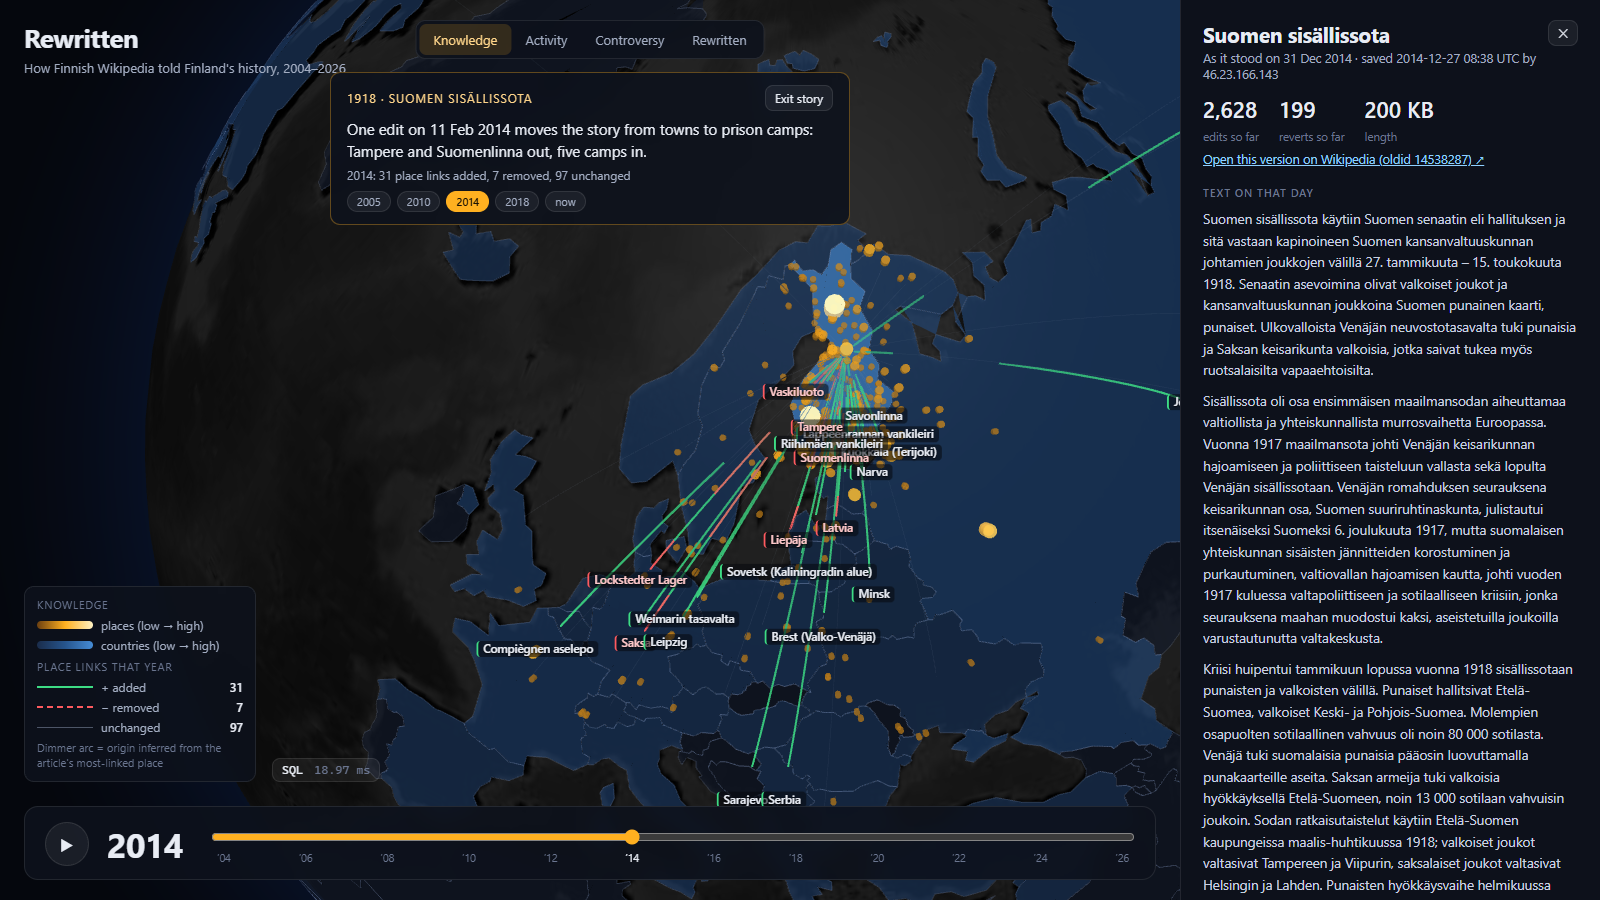 Rewritten
How Finnish Wikipedia told Finland's history, 2004–2026
Knowledge
Activity
Controversy
Rewritten
1918 · SUOMEN SISÄLLISSOTA
Exit story
One edit on 11 Feb 2014 moves the story from towns to prison camps:
Tampere and Suomenlinna out, five camps in.
2014: 31 place links added, 7 removed, 97 unchanged
2005
2010
2014
2018
now
Vaskiluoto
Savonlinna
Tampere
vankileiri
Riihimäen vankileiri
(Terijoki)
Suomenlinna
Narva
Latvia
Liepāja
Sovetsk (Kaliningradin alue)
Lockstedter Lager
Minsk
Weimarin tasavalta
Brest (Valko-Venäjä)
Leipzig
Compiègnen aselepo
Serbia
KNOWLEDGE
places (low → high)
countries (low → high)
PLACE LINKS THAT YEAR
+ added 31
− removed 7
unchanged 97
Dimmer arc = origin inferred from the
article's most-linked place
SQL 18.97 ms
2014
'04 '06 '08 '10 '12 '14 '16 '18 '20 '22 '24 '26
Suomen sisällissota
As it stood on 31 Dec 2014 · saved 2014-12-27 08:38 UTC by
46.23.166.143
2,628 199 200 KB
edits so far reverts so far length
Open this version on Wikipedia (oldid 14538287) ↗
TEXT ON THAT DAY
Suomen sisällissota käytiin Suomen senaatin eli hallituksen ja
sitä vastaan kapinoineen Suomen kansanvaltuuskunnan
johtamien joukkojen välillä 27. tammikuuta – 15. toukokuuta
1918. Senaatin asevoimina olivat valkoiset joukot ja
kansanvaltuuskunnan joukkoina Suomen punainen kaarti,
punaiset. Ulkovalloista Venäjän neuvostotasavalta tuki punaisia
ja Saksan keisarikunta valkoisia, jotka saivat tukea myös
ruotsalaisilta vapaaehtoisilta.
Sisällissota oli osa ensimmäisen maailmansodan aiheuttamaa
valtiollista ja yhteiskunnallista murrosvaihetta Euroopassa.
Vuonna 1917 maailmansota johti Venäjän keisarikunnan
hajoamiseen ja poliittiseen taisteluun vallasta sekä lopulta
Venäjän sisällissotaan. Venäjän romahduksen seurauksena
keisarikunnan osa, Suomen suuriruhtinaskunta, julistautui
itsenäiseksi Suomeksi 6. joulukuuta 1917, mutta suomalaisen
yhteiskunnan sisäisten jännitteiden korostuminen ja
purkautuminen, valtiovallan hajoamisen kautta, johti vuoden
1917 kuluessa valtapoliittiseen ja sotilaalliseen kriisiin, jonka
seurauksena maahan muodostui kaksi, aseistetuilla joukoilla
varustautunutta valtakeskusta.
Kriisi huipentui tammikuun lopussa vuonna 1918 sisällissotaan
punaisten ja valkoisten välillä. Punaiset hallitsivat Etelä-
Suomea, valkoiset Keski- ja Pohjois-Suomea. Molempien
osapuolten sotilaallinen vahvuus oli noin 80 000 sotilasta.
Venäjä tuki suomalaisia punaisia pääosin luovuttamalla
punakaarteille aseita. Saksan armeija tuki valkoisia
hyökkäyksellä Etelä-Suomeen, noin 13 000 sotilaan vahvuisin
joukoin. Sodan ratkaisutaistelut käytiin Etelä-Suomen
kaupungeissa maalis-huhtikuussa 1918; valkoiset joukot
valtasivat Tampereen ja Viipurin, saksalaiset joukot valtasivat
Helsingin ja Lahden. Punaisten hyökkäysvaihe helmikuussa